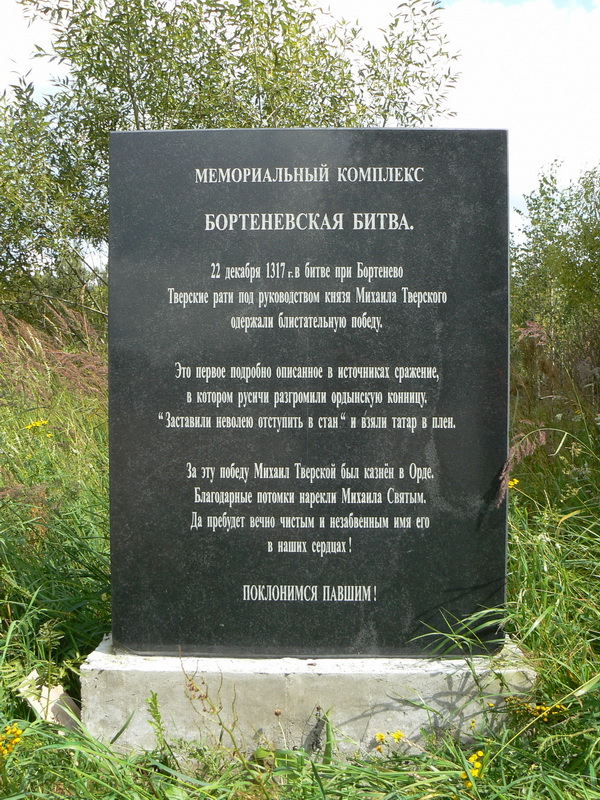 МЕМОРИАЛЬНЫЙ КОМПЛЕКС
БОРТЕНЕВСКАЯ БИТВА.
22 декабря 1317 г. в битве при Бортенево
Тверские рати под руководством князя Михаила Тверского
одержали блистательную победу.
Это первое подробно описанное в источниках сражение,
в котором русичи разгромили ордынскую конницу.
“Заставили неволею отступить в стан“ и взяли татар в плен.
За эту победу Михаил Тверской был казнён в Орде.
Благодарные потомки нарекли Михаила Святым.
Да пребудет вечно чистым и незабвенным имя его
в наших сердцах!
ПОКЛОНИМСЯ ПАВШИМ!